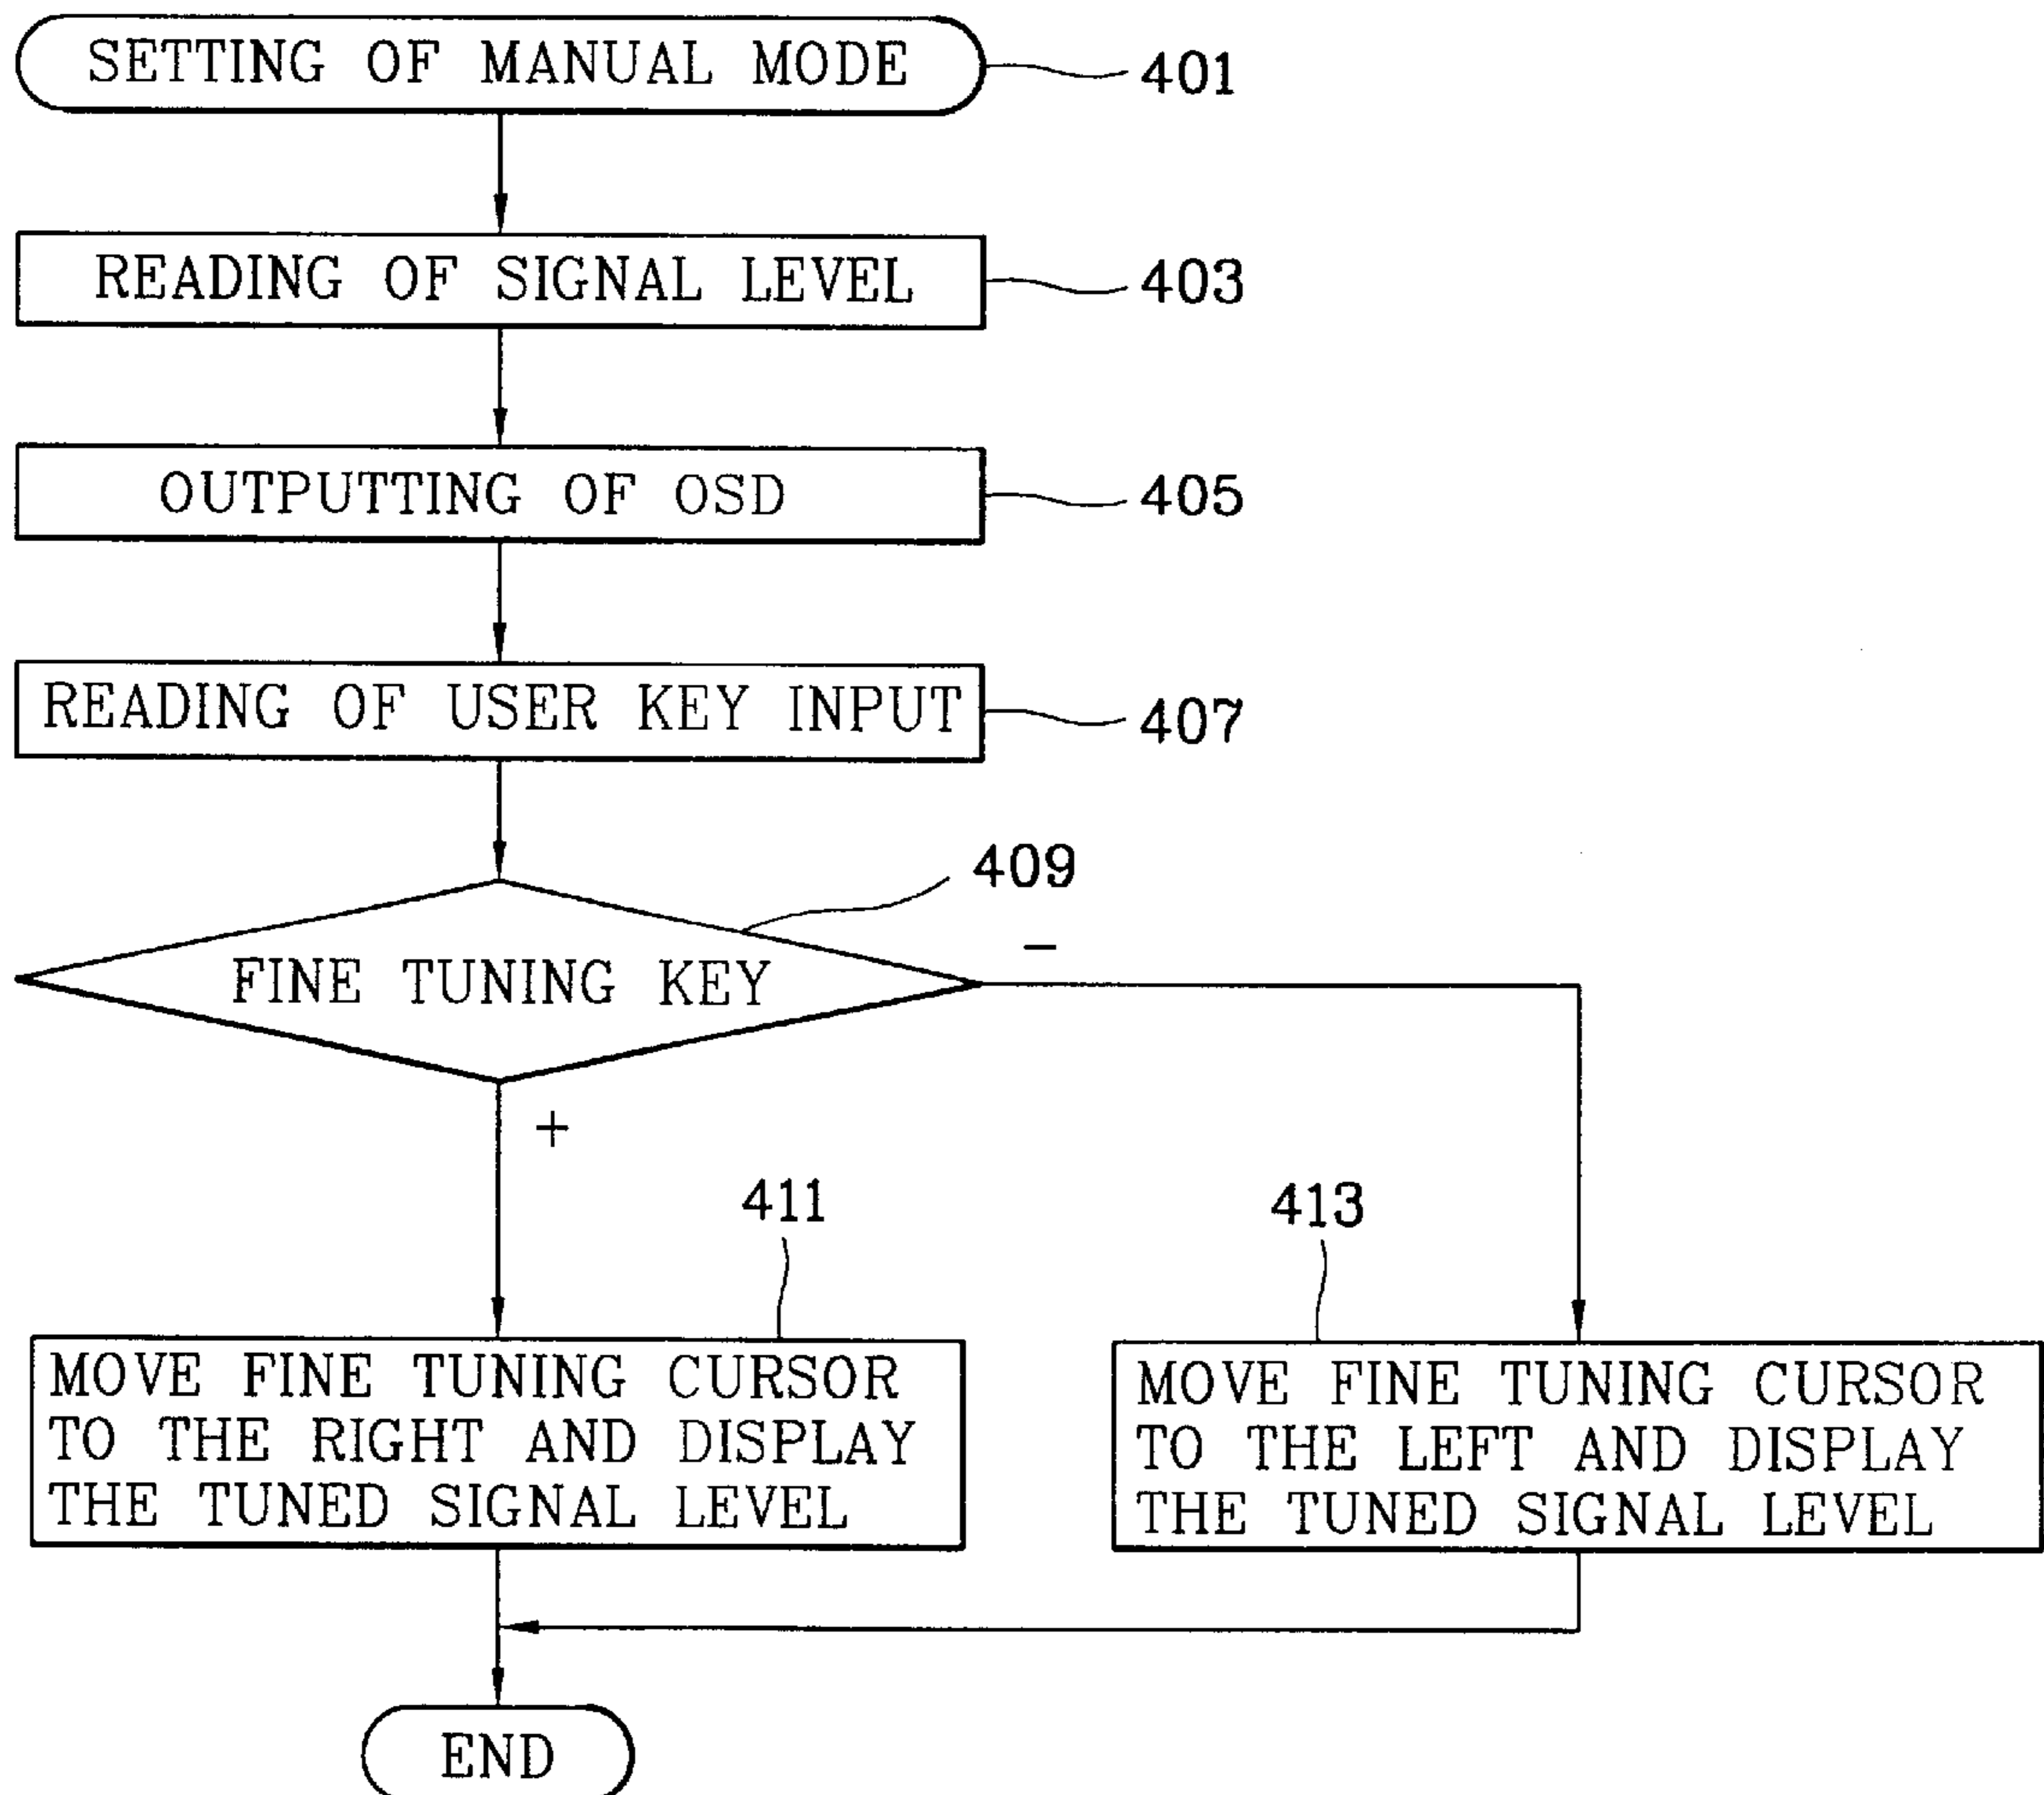 SETTING OF MANUAL MODE
401
READING OF SIGNAL LEVEL
403
OUTPUTTING OF OSD
405
READING OF USER KEY INPUT
407
409
FINE TUNING KEY
−
+
411
MOVE FINE TUNING CURSOR
TO THE RIGHT AND DISPLAY
THE TUNED SIGNAL LEVEL
413
MOVE FINE TUNING CURSOR
TO THE LEFT AND DISPLAY
THE TUNED SIGNAL LEVEL
END